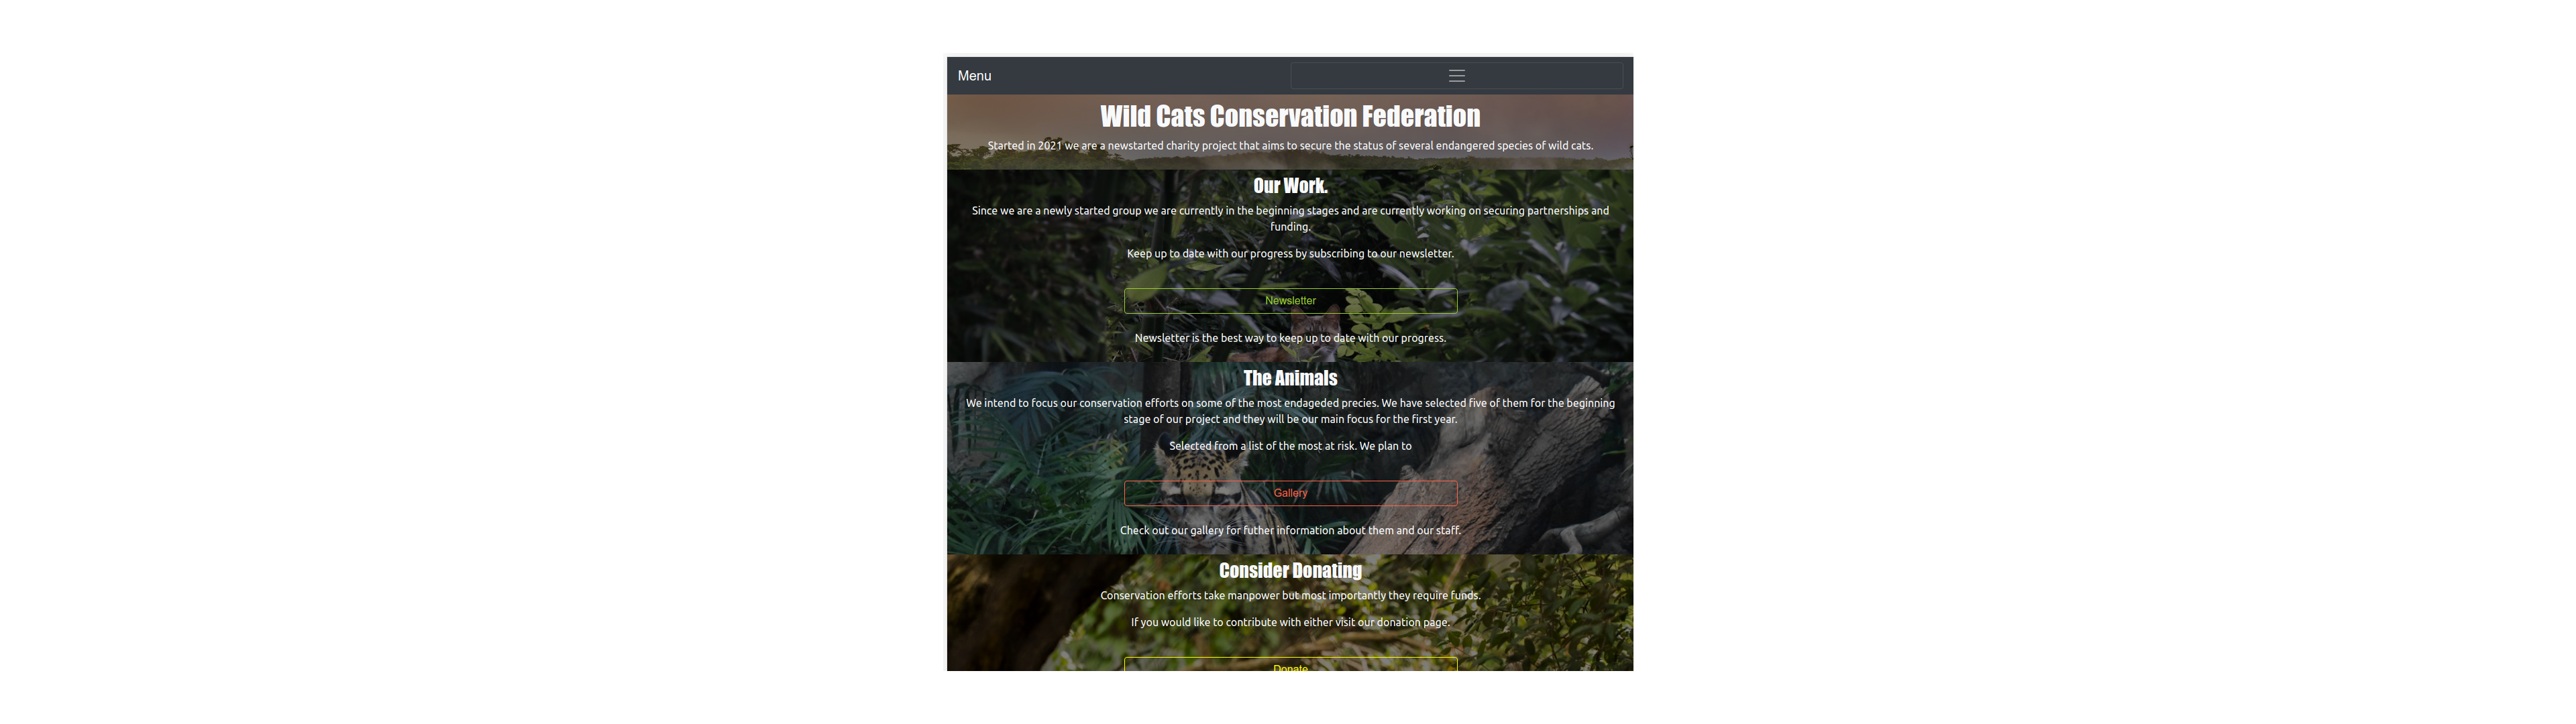 Menu
Wild Cats Conservation Federation
Started in 2021 we are a newstarted charity project that aims to secure the status of several endangered species of wild cats.
Our Work.
Since we are a newly started group we are currently in the beginning stages and are currently working on securing partnerships and
funding.
Keep up to date with our progress by subscribing to our newsletter.
Newsletter
Newsletter is the best way to keep up to date with our progress.
The Animals
We intend to focus our conservation efforts on some of the most endageded precies. We have selected five of them for the beginning
stage of our project and they will be our main focus for the first year.
Selected from a list of the most at risk. We plan to
Gallery
Check out our gallery for futher information about them and our staff.
Consider Donating
Conservation efforts take manpower but most importantly they require funds.
If you would like to contribute with either visit our donation page.
Donate